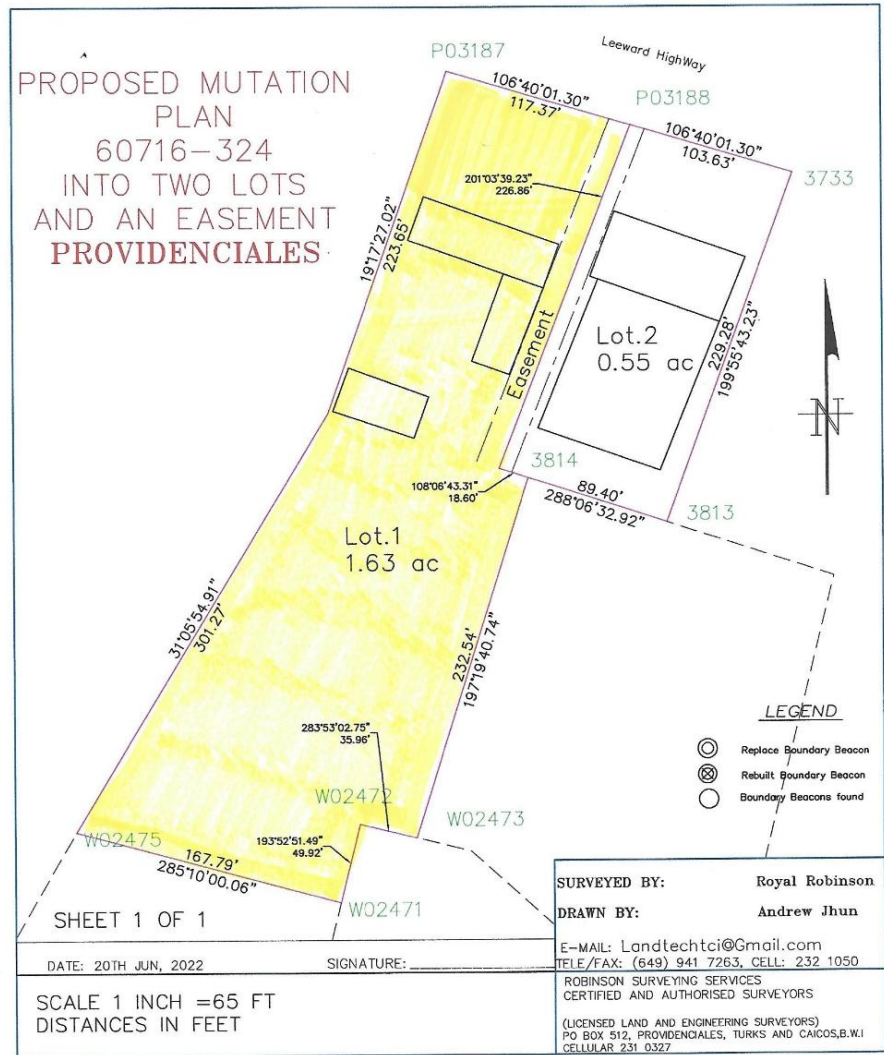 PROPOSED MUTATION
PLAN
60716-324
INTO TWO LOTS
AND AN EASEMENT
PROVIDENCIALES
P03187
Leeward HighWay
106°40'01.30"
117.37'
P03188
106°40'01.30"
103.63'
3733
201°03'39.23"
226.86'
19°17'27.02"
223.65'
Easement
Lot.2
0.55 ac
229.28'
199°55'43.23"
N
3814
108°06'43.31"
18.60'
89.40'
288°06'32.92"
3813
Lot.1
1.63 ac
31°05'54.91"
301.27'
232.54'
197°19'40.74"
283°53'02.75"
35.96'
LEGEND
Replace Boundary Beacon
Rebuilt Boundary Beacon
Boundary Beacons found
W02472
W02473
W02475
193°52'51.49"
49.92'
167.79'
285°10'00.06"
W02471
SHEET 1 OF 1
DATE: 20TH JUN, 2022
SIGNATURE:
SCALE 1 INCH =65 FT
DISTANCES IN FEET
SURVEYED BY: Royal Robinson
DRAWN BY: Andrew Jhun
E-MAIL: Landtechtci@Gmail.com
TELE/FAX: (649) 941 7263, CELL: 232 1050
ROBINSON SURVEYING SERVICES
CERTIFIED AND AUTHORISED SURVEYORS
(LICENSED LAND AND ENGINEERING SURVEYORS)
PO BOX 512, PROVIDENCIALES, TURKS AND CAICOS,B.W.I
CELLULAR 231 0327